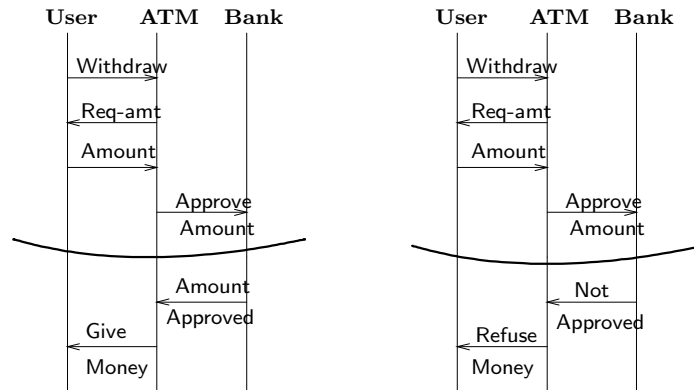 User ATM Bank
Withdraw
Req-amt
Amount
Approve
Amount
Amount
Approved
Give
Money
User ATM Bank
Withdraw
Req-amt
Amount
Approve
Amount
Not
Approved
Refuse
Money